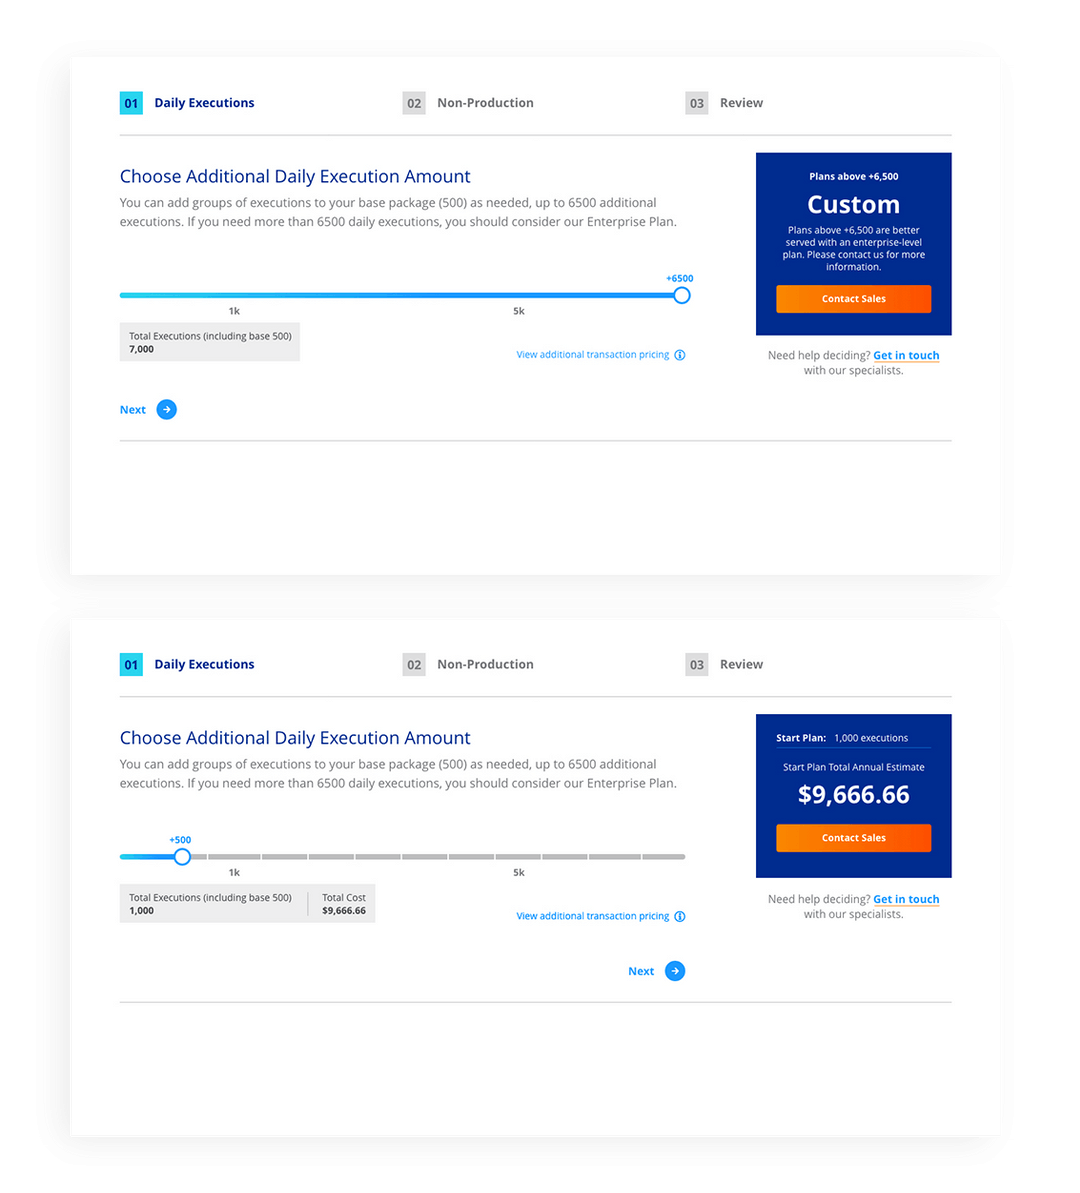 01 Daily Executions
02 Non-Production
03 Review
Choose Additional Daily Execution Amount
You can add groups of executions to your base package (500) as needed, up to 6500 additional
executions. If you need more than 6500 daily executions, you should consider our Enterprise Plan.
+6500
1k
5k
Total Executions (including base 500)
7,000
View additional transaction pricing
Next
Plans above +6,500
Custom
Plans above +6,500 are better
served with an enterprise-level
plan. Please contact us for more
information.
Contact Sales
Need help deciding? Get in touch
with our specialists.
01 Daily Executions
02 Non-Production
03 Review
Choose Additional Daily Execution Amount
You can add groups of executions to your base package (500) as needed, up to 6500 additional
executions. If you need more than 6500 daily executions, you should consider our Enterprise Plan.
+500
1k
5k
Total Executions (including base 500)
1,000
Total Cost
$9,666.66
View additional transaction pricing
Next
Start Plan: 1,000 executions
Start Plan Total Annual Estimate
$9,666.66
Contact Sales
Need help deciding? Get in touch
with our specialists.